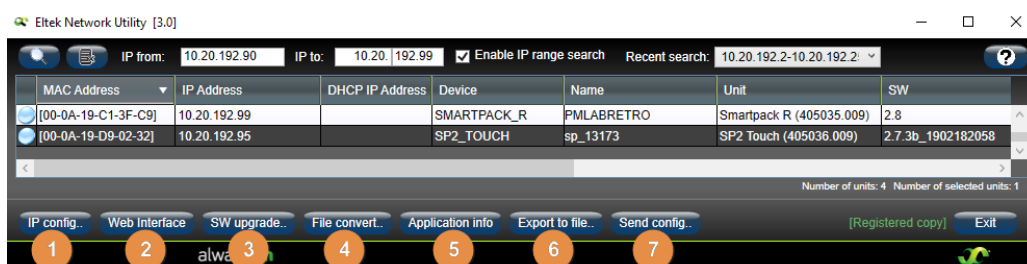 Eltek Network Utility [3.0]
IP from: 10.20.192.90 IP to: 10.20. 192.99 Enable IP range search Recent search: 10.20.192.2-10.20.192.2 ?
MAC Address IP Address DHCP IP Address Device Name Unit SW
[00-0A-19-C1-3F-C9] 10.20.192.99 SMARTPACK_R PMLABRETRO Smartpack R (405035.009) 2.8
[00-0A-19-D9-02-32] 10.20.192.95 SP2_TOUCH sp_13173 SP2 Touch (405036.009) 2.7.3b_1902182058
Number of units: 4 Number of selected units: 1
IP config.. Web Interface SW upgrade.. File convert.. Application info Export to file.. Send config.. [Registered copy] Exit
1 2 3 4 5 6 7